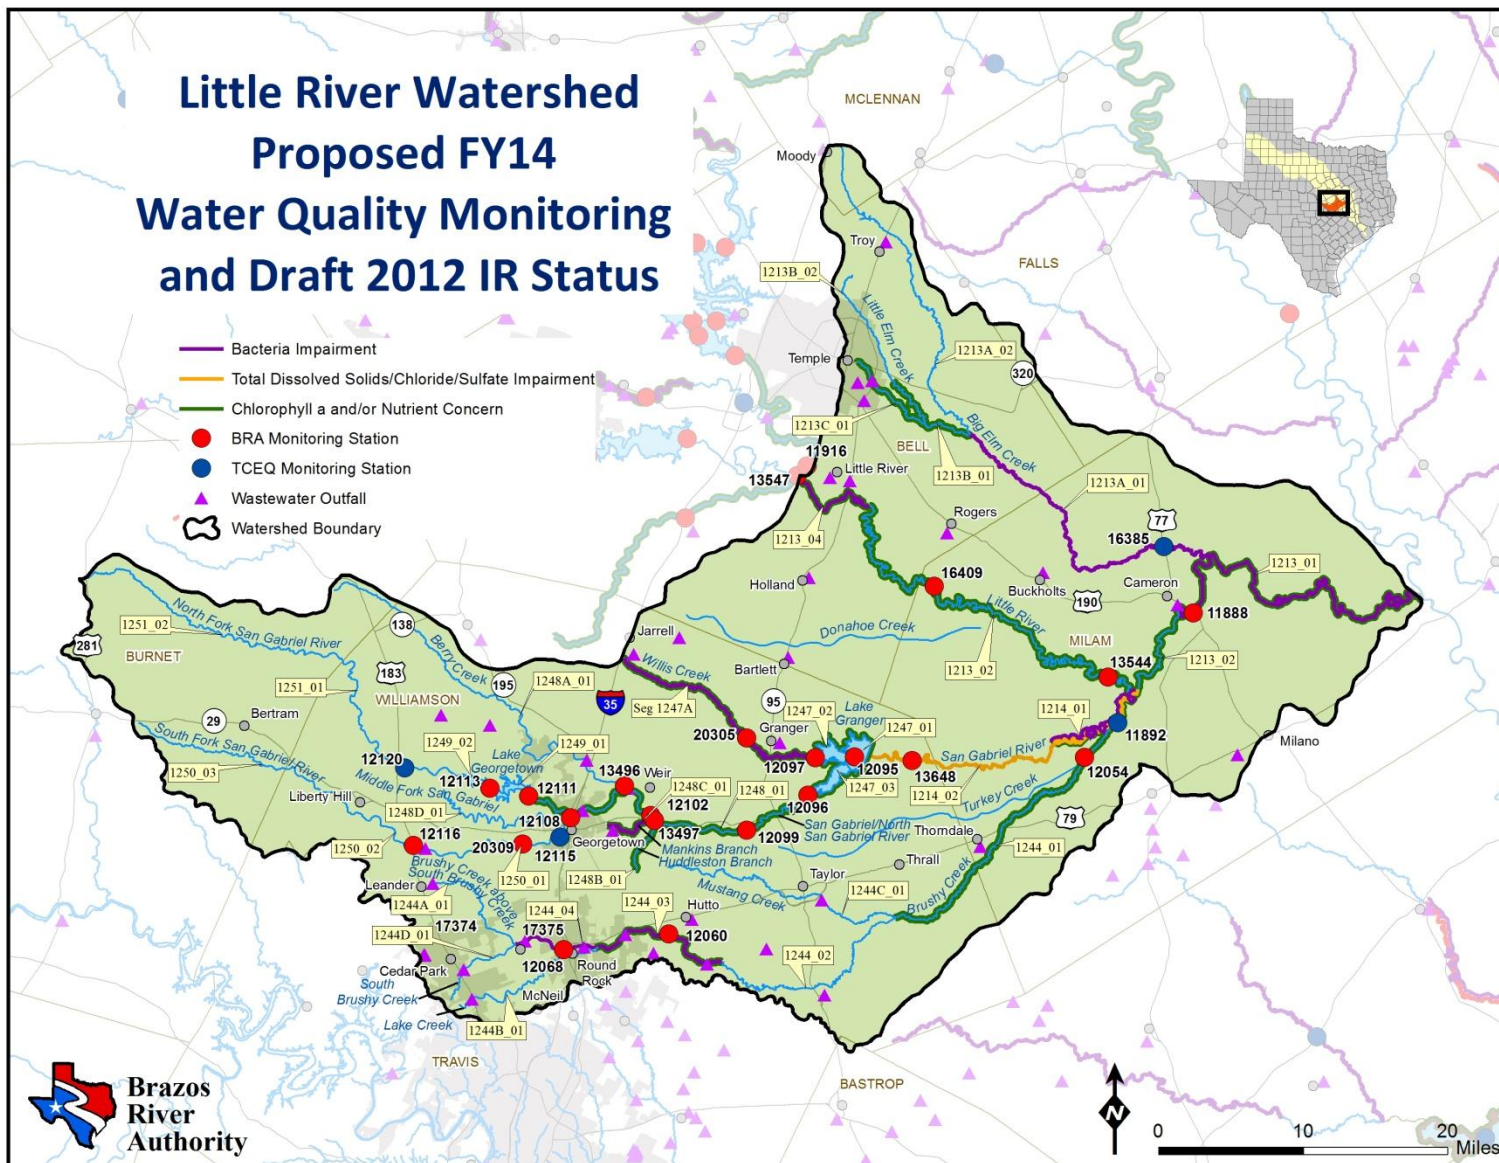 Little River Watershed
Proposed FY14
Water Quality Monitoring
and Draft 2012 IR Status
Bacteria Impairment
Total Dissolved Solids/Chloride/Sulfate Impairment
Chlorophyll a and/or Nutrient Concern
BRA Monitoring Station
TCEQ Monitoring Station
Wastewater Outfall
Watershed Boundary
MCLENNAN
Moody
Troy
FALLS
1213B_02
Little Elm Creek
Temple
1213A_02
320
1213C_01
BELL
Big Elm Creek
11916
13547
Little River
1213B_01
1213A_01
1213_04
Rogers
77
16385
1213_01
16409
Holland
Buckholts
Cameron
190
11888
North Fork San Gabriel River
1251_02
138
Berry Creek
Donahoe Creek
Little River
281
BURNET
Jarrell
MILAM
183
Willis Creek
Bartlett
1213_02
13544
1213_02
1251_01
195
1248A_01
WILLIAMSON
35
Seg 1247A
95
Lake
Granger
29
Bertram
1247_02
1247_01
1214_01
Granger
20305
11892
South Fork San Gabriel River
1249_02
Lake
Georgetown
1249_01
San Gabriel River
Milano
1250_03
12120
12113
12111
13496
Weir
12097
12095
13648
12054
Middle Fork San Gabriel
1248C_01
1247_03
1214_02
Liberty Hill
12102
1248_01
12096
Turkey Creek
1248D_01
12108
13497
12099
San Gabriel/North
San Gabriel River
79
12116
Georgetown
Thorndale
1250_02
20309
12115
Mankins Branch
Huddleston Branch
1244_01
Brushy Creek above
South Brushy Creek
1250_01
1248B_01
Thrall
Leander
Mustang Creek
Taylor
1244C_01
Brushy Creek
1244A_01
1244_04
1244_03
Hutto
17374
17375
1244D_01
12060
12068
Cedar Park
Round
Rock
1244_02
South
Brushy Creek
McNeil
Lake Creek
1244B_01
TRAVIS
BASTROP
Brazos
River
Authority
N
0 10 20
Miles